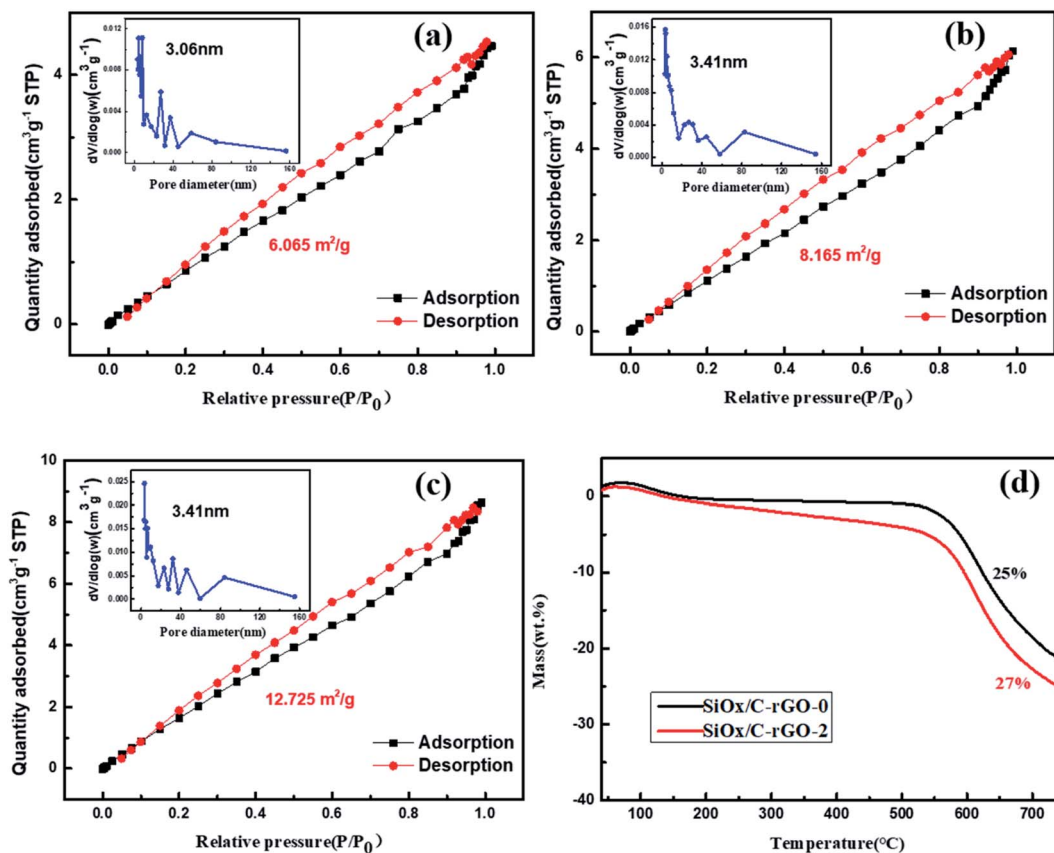 (a)
3.06nm
0.012
0.009
0.006
0.003
0.000
dV/dlog(w)(cm³g⁻¹)
0 40 80 120 160
Pore diameter(nm)
4
2
0
Quantity adsorbed(cm³g⁻¹ STP)
6.065 m²/g
Adsorption
Desorption
0.0 0.2 0.4 0.6 0.8 1.0
Relative pressure(P/P₀)
(b)
3.41nm
0.016
0.012
0.008
0.004
0.000
dV/dlog(w)(cm³g⁻¹)
0 40 80 120 160
Pore diameter(nm)
6
4
2
0
Quantity adsorbed(cm³g⁻¹ STP)
8.165 m²/g
Adsorption
Desorption
0.0 0.2 0.4 0.6 0.8 1.0
Relative pressure(P/P₀)
(c)
3.41nm
0.025
0.020
0.015
0.010
0.005
0.000
dV/dlog(w)(cm³g⁻¹)
0 40 80 120 160
Pore diameter(nm)
10
8
6
4
2
0
Quantity adsorbed(cm³g⁻¹ STP)
12.725 m²/g
Adsorption
Desorption
0.0 0.2 0.4 0.6 0.8 1.0
Relative pressure(P/P₀)
(d)
0
-10
-20
-30
-40
Mass(wt.%)
25%
27%
SiOx/C-rGO-0
SiOx/C-rGO-2
100 200 300 400 500 600 700
Temperature(°C)